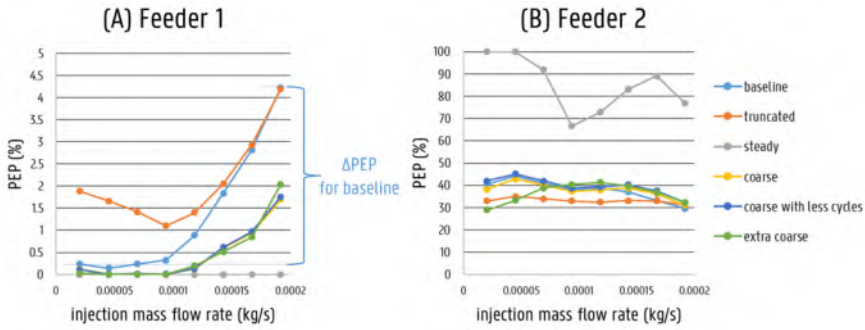 (A) Feeder 1
(B) Feeder 2
PEP (%)
5
4.5
4
3.5
3
2.5
2
1.5
1
0.5
0
0
0.00005
0.0001
0.00015
0.0002
injection mass flow rate (kg/s)
ΔPEP
for baseline
PEP (%)
100
90
80
70
60
50
40
30
20
10
0
0
0.00005
0.0001
0.00015
0.0002
injection mass flow rate (kg/s)
baseline
truncated
steady
coarse
coarse with less cycles
extra coarse